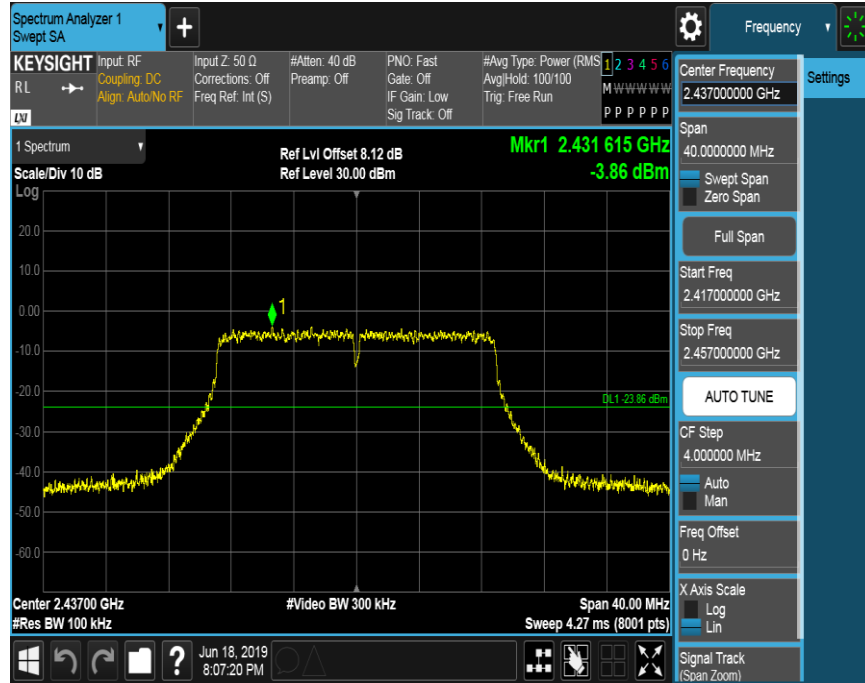 Spectrum Analyzer 1
Swept SA
+
Frequency
KEYSIGHT
RL
LXI
Input: RF
Coupling: DC
Align: Auto/No RF
Input Z: 50 Ω
Corrections: Off
Freq Ref: Int (S)
#Atten: 40 dB
Preamp: Off
PNO: Fast
Gate: Off
IF Gain: Low
Sig Track: Off
#Avg Type: Power (RMS
Avg|Hold: 100/100
Trig: Free Run
1 2 3 4 5 6
M W W W W W
P P P P P P
1 Spectrum
Scale/Div 10 dB
Ref Lvl Offset 8.12 dB
Ref Level 30.00 dBm
Mkr1 2.431 615 GHz
-3.86 dBm
Log
20.0
10.0
0.00
-10.0
-20.0
-30.0
-40.0
-50.0
-60.0
1
DL1 -23.86 dBm
Center 2.43700 GHz
#Res BW 100 kHz
#Video BW 300 kHz
Span 40.00 MHz
Sweep 4.27 ms (8001 pts)
?
Jun 18, 2019
8:07:20 PM
Center Frequency
2.437000000 GHz
Span
40.0000000 MHz
Swept Span
Zero Span
Full Span
Start Freq
2.417000000 GHz
Stop Freq
2.457000000 GHz
AUTO TUNE
CF Step
4.000000 MHz
Auto
Man
Freq Offset
0 Hz
X Axis Scale
Log
Lin
Signal Track
(Span Zoom)
Settings